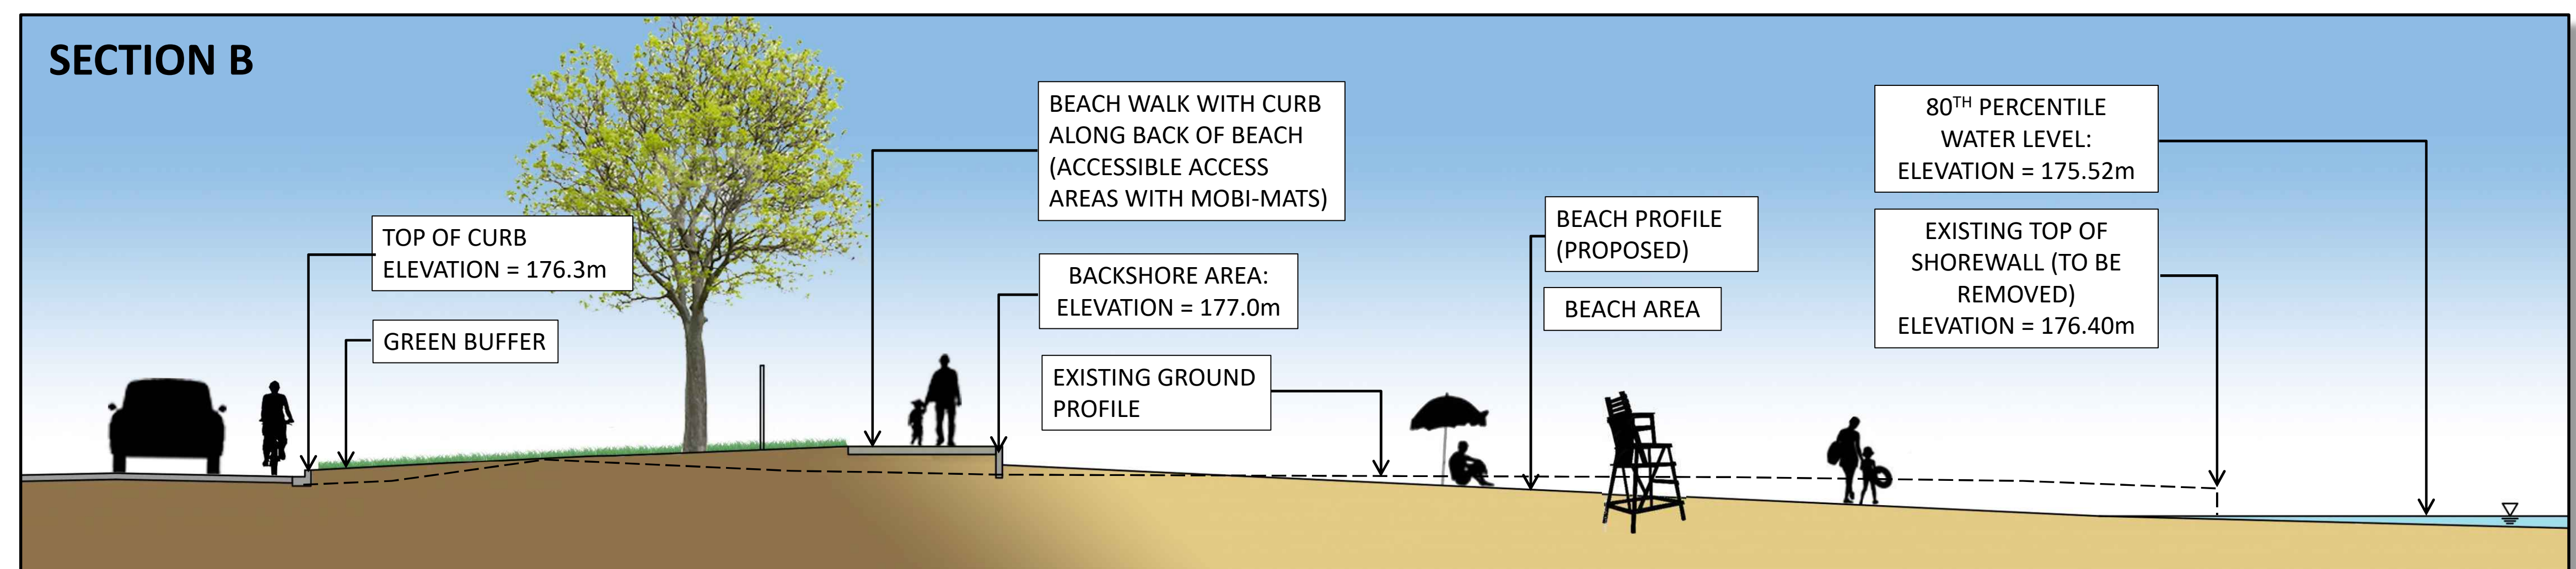 SECTION B
TOP OF CURB
ELEVATION = 176.3m
GREEN BUFFER
BEACH WALK WITH CURB
ALONG BACK OF BEACH
(ACCESSIBLE ACCESS
AREAS WITH MOBI-MATS)
BACKSHORE AREA:
ELEVATION = 177.0m
EXISTING GROUND
PROFILE
BEACH PROFILE
(PROPOSED)
BEACH AREA
80TH PERCENTILE
WATER LEVEL:
ELEVATION = 175.52m
EXISTING TOP OF
SHOREWALL (TO BE
REMOVED)
ELEVATION = 176.40m